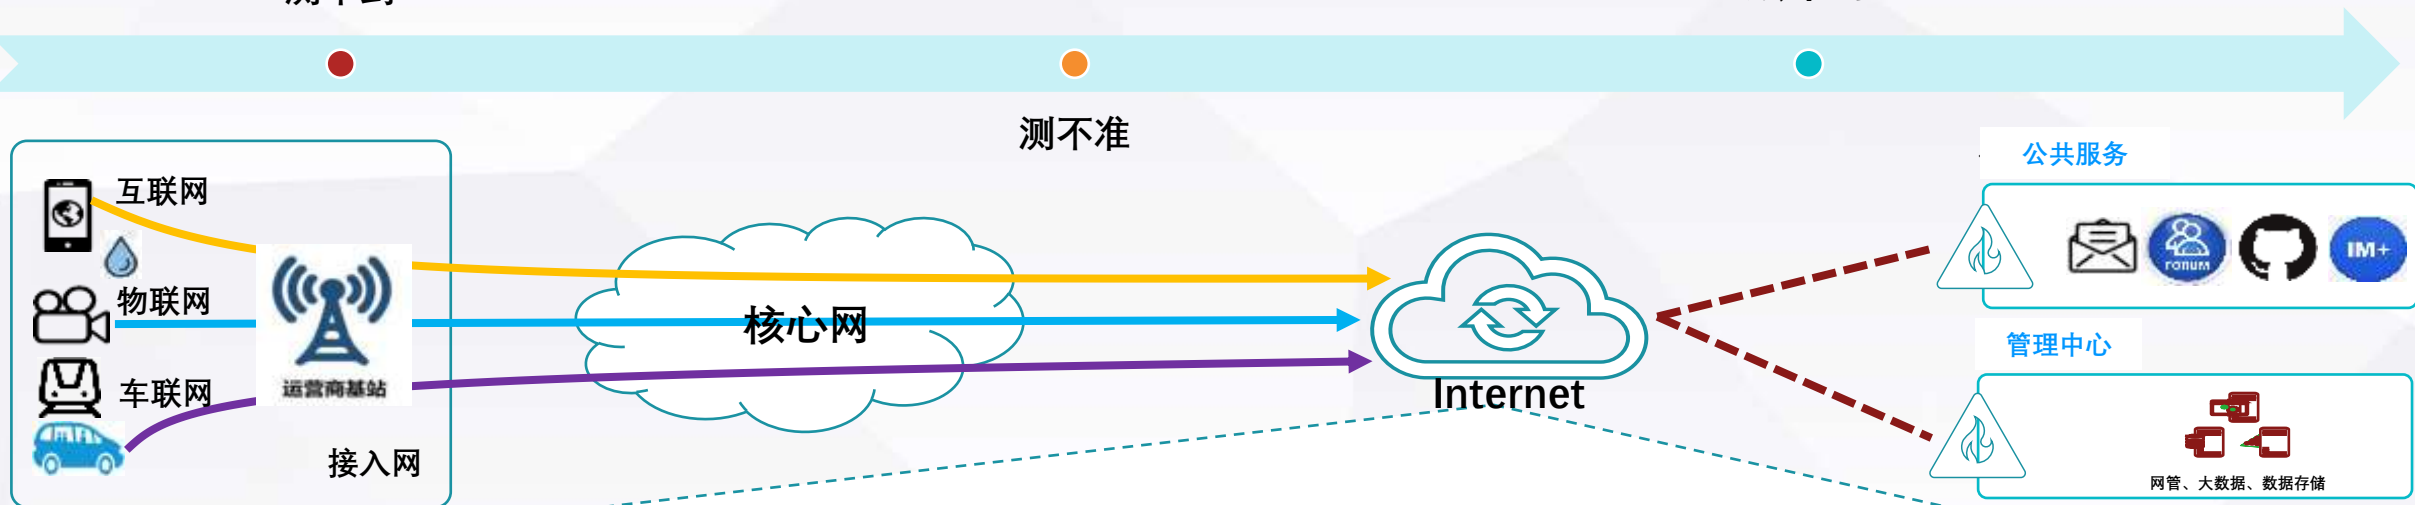 测不准
公共服务
互联网
物联网
核心网
IM+
管理中心
运营商基站
车联网
Internet
接入网
网管、大数据、数据存储